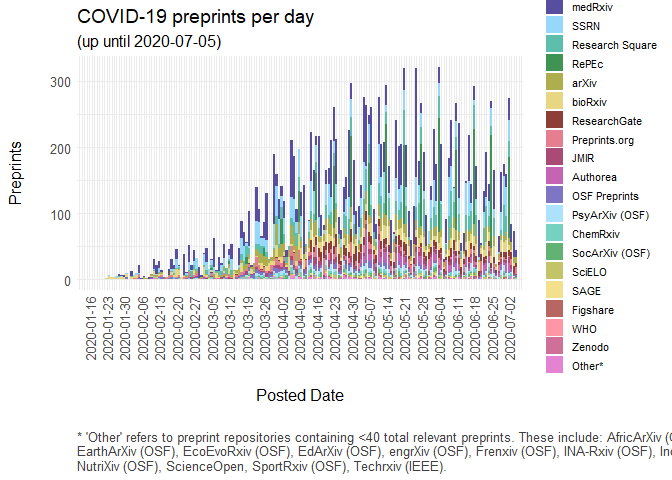 COVID-19 preprints per day
(up until 2020-07-05)
Preprints
300
200
100
0
2020-01-16
2020-01-23
2020-01-30
2020-02-06
2020-02-13
2020-02-20
2020-02-27
2020-03-05
2020-03-12
2020-03-19
2020-03-26
2020-04-02
2020-04-09
2020-04-16
2020-04-23
2020-04-30
2020-05-07
2020-05-14
2020-05-21
2020-05-28
2020-06-04
2020-06-11
2020-06-18
2020-06-25
2020-07-02
Posted Date
medRxiv
SSRN
Research Square
RePEc
arXiv
bioRxiv
ResearchGate
Preprints.org
JMIR
Authorea
OSF Preprints
PsyArXiv (OSF)
ChemRxiv
SocArXiv (OSF)
SciELO
SAGE
Figshare
WHO
Zenodo
Other*
* 'Other' refers to preprint repositories containing <40 total relevant preprints. These include: AfricArXiv
EarthArXiv (OSF), EcoEvoRxiv (OSF), EdArXiv (OSF), engrXiv (OSF), Frenxiv (OSF), INA-Rxiv (OSF),
NutriXiv (OSF), ScienceOpen, SportRxiv (OSF), Techrxiv (IEEE).